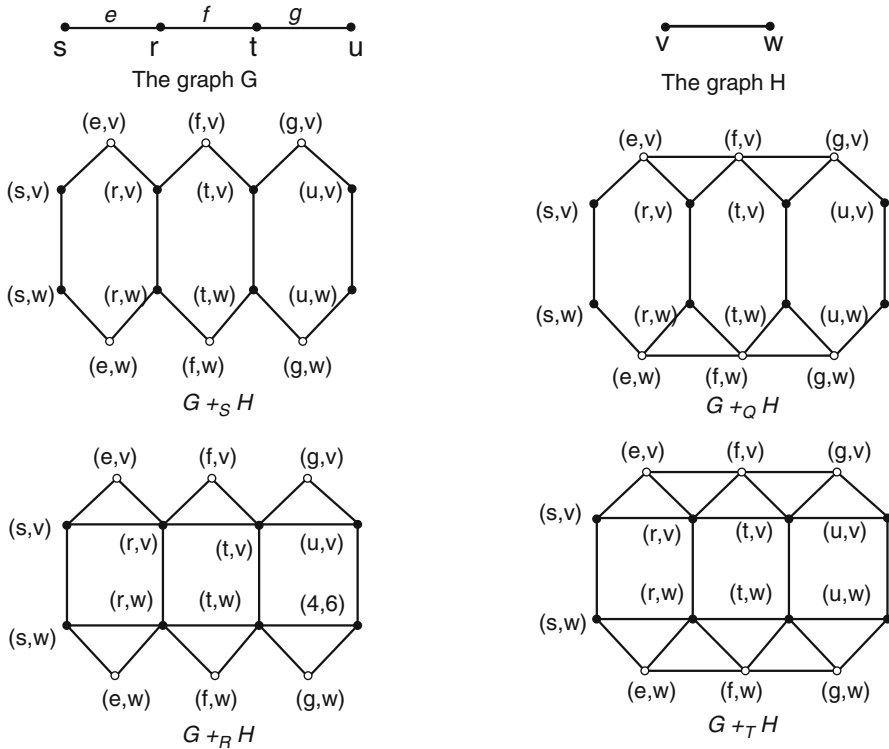 e f g
s r t u
The graph G
v w
The graph H
(e,v) (f,v) (g,v)
(s,v) (r,v) (t,v) (u,v)
(s,w) (r,w) (t,w) (u,w)
(e,w) (f,w) (g,w)
G +S H
(e,v) (f,v) (g,v)
(s,v) (r,v) (t,v) (u,v)
(s,w) (r,w) (t,w) (u,w)
(e,w) (f,w) (g,w)
G +Q H
(e,v) (f,v) (g,v)
(s,v) (r,v) (t,v) (u,v)
(r,w) (t,w) (4,6)
(s,w)
(e,w) (f,w) (g,w)
G +R H
(e,v) (f,v) (g,v)
(s,v) (r,v) (t,v) (u,v)
(r,w) (t,w) (u,w)
(s,w)
(e,w) (f,w) (g,w)
G +T H